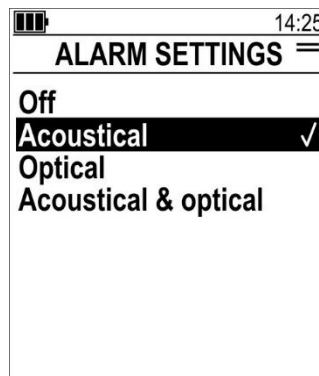 14:25
ALARM SETTINGS
Off
Acoustical
Optical
Acoustical & optical